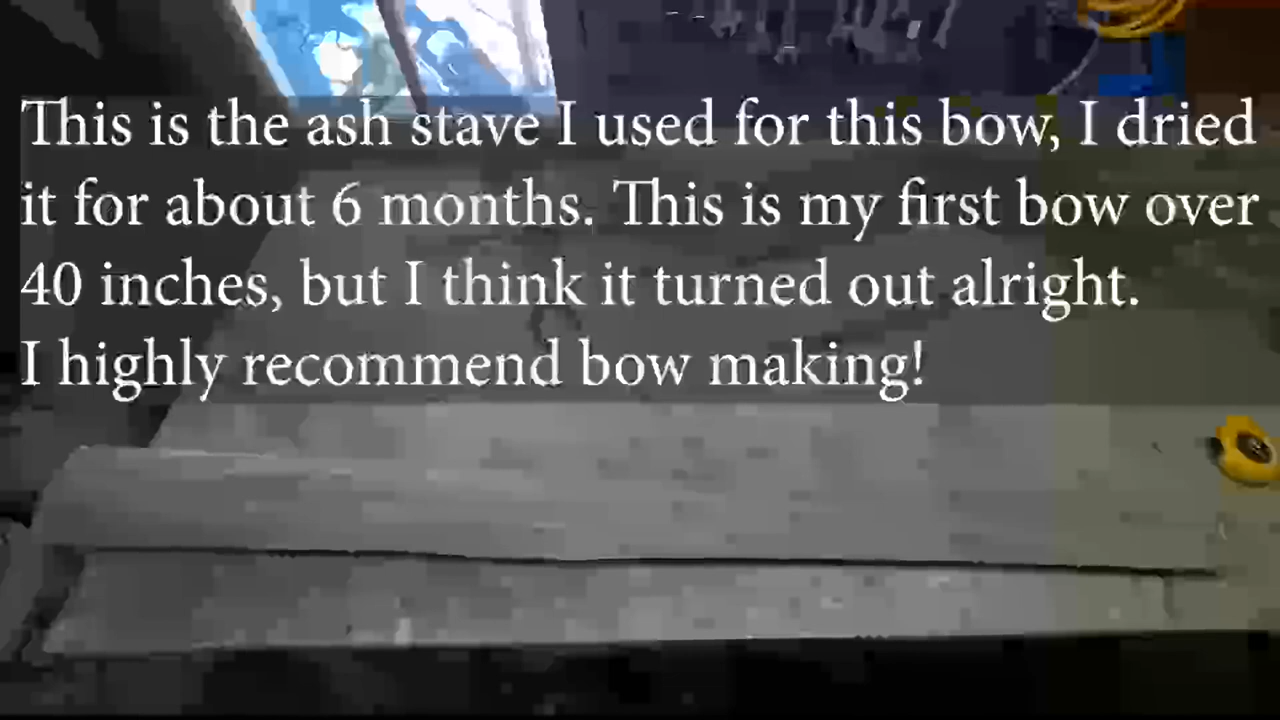 This is the ash stave I used for this bow, I dried
it for about 6 months. This is my first bow over
40 inches, but I think it turned out alright.
I highly recommend bow making!